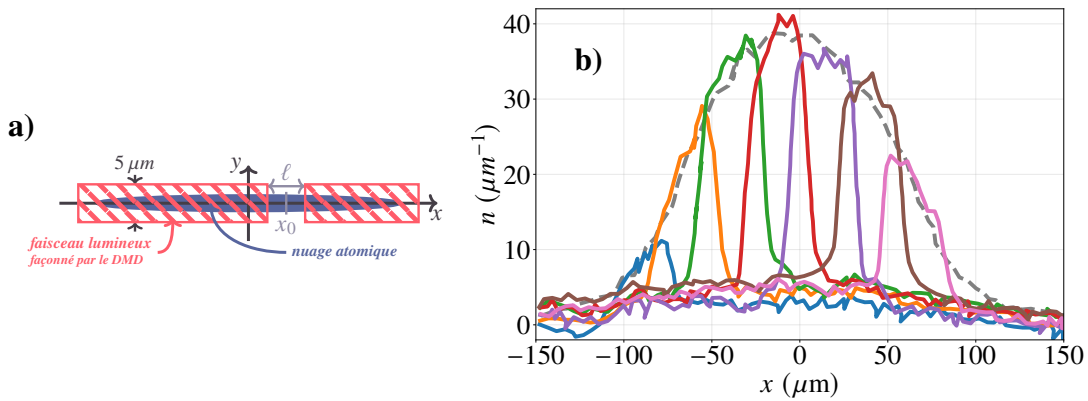 a)
5 μm
y
ℓ
x
x₀
faisceau lumineux
façonné par le DMD
nuage atomique
b)
n (μm⁻¹)
40
30
20
10
0
−150 −100 −50 0 50 100 150
x (μm)